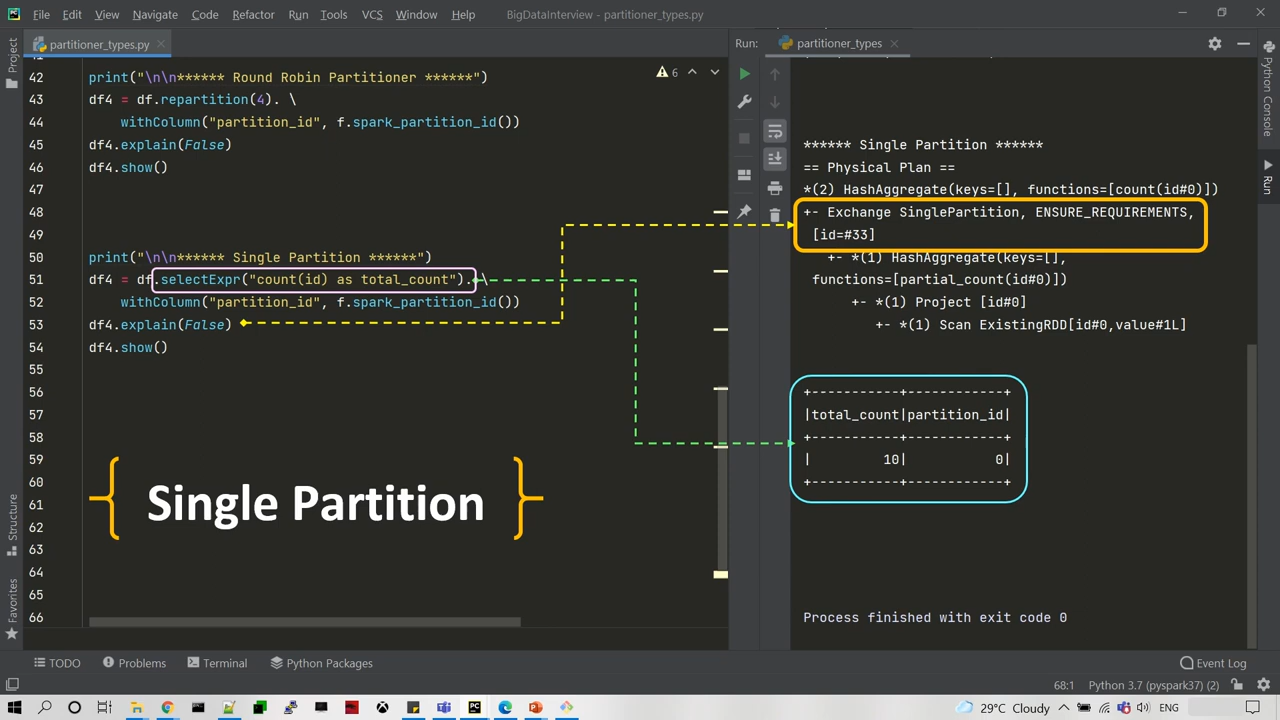 File Edit View Navigate Code Refactor Run Tools VCS Window Help BigDataInterview - partitioner_types.py
partitioner_types.py
Run: partitioner_types
Project
Structure
Favorites
Python Console
Run
6
42 print("\n\n****** Round Robin Partitioner ******")
43 df4 = df.repartition(4). \
44 withColumn("partition_id", f.spark_partition_id())
45 df4.explain(False)
46 df4.show()
47
48
49
50 print("\n\n****** Single Partition ******")
51 df4 = df.selectExpr("count(id) as total_count"). \
52 withColumn("partition_id", f.spark_partition_id())
53 df4.explain(False)
54 df4.show()
55
56
57
58
59
60
61
62
63
64
65
66
Single Partition
****** Single Partition ******
== Physical Plan ==
*(2) HashAggregate(keys=[], functions=[count(id#0)])
+- Exchange SinglePartition, ENSURE_REQUIREMENTS,
[id=#33]
+- *(1) HashAggregate(keys=[],
functions=[partial_count(id#0)])
+- *(1) Project [id#0]
+- *(1) Scan ExistingRDD[id#0,value#1L]
+-----------+------------+
|total_count|partition_id|
+-----------+------------+
| 10| 0|
+-----------+------------+
Process finished with exit code 0
TODO Problems Terminal Python Packages Event Log
68:1 Python 3.7 (pyspark37) (2)
29°C Cloudy ENG